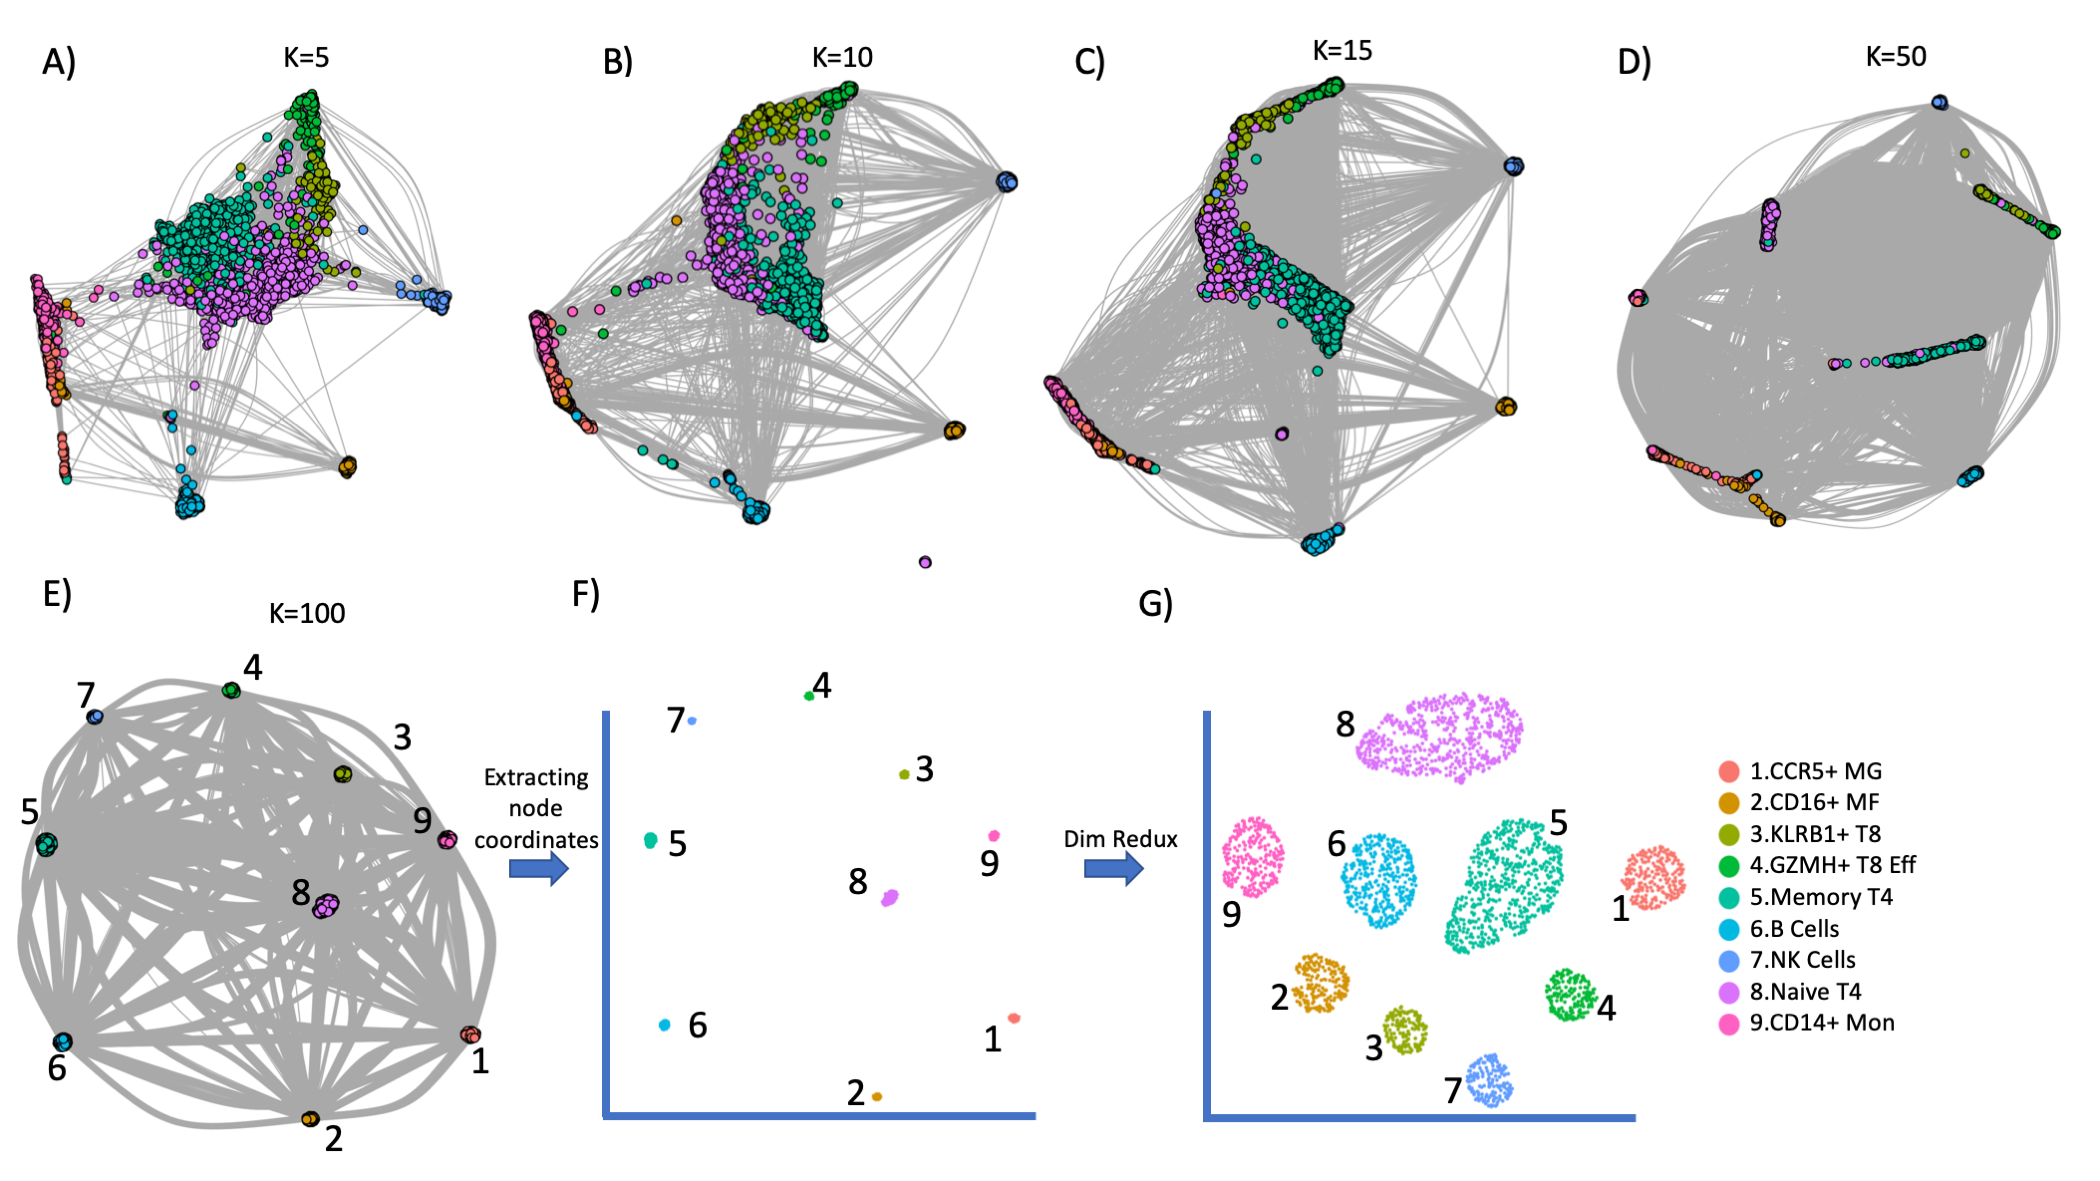 A)
K=5
B)
K=10
C)
K=15
D)
K=50
E)
K=100
4
7
3
5
9
8
6
1
2
Extracting
node
coordinates
F)
4
7
3
5
9
8
6
1
2
Dim Redux
G)
8
5
6
9
1
2
4
3
7
1.CCR5+ MG
2.CD16+ MF
3.KLRB1+ T8
4.GZMH+ T8 Eff
5.Memory T4
6.B Cells
7.NK Cells
8.Naive T4
9.CD14+ Mon